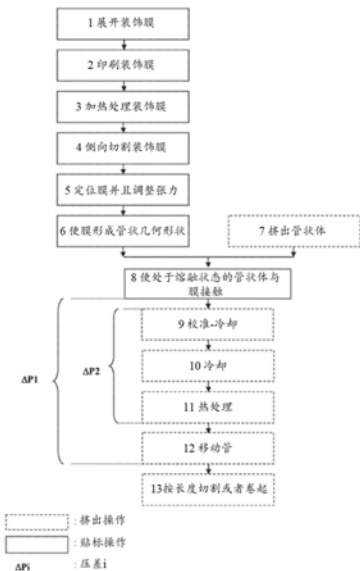 1 展开装饰膜
2 印刷装饰膜
3 加热处理装饰膜
4 侧向切割装饰膜
5 定位膜并且调整张力
6 使膜形成管状几何形状
7 挤出管状体
8 使处于熔融状态的管状体与
膜接触
9 校准-冷却
ΔP1
ΔP2
10 冷却
11 热处理
12 移动管
13按长度切割或者卷起
: 挤出操作
: 贴标操作
ΔPi : 压差i